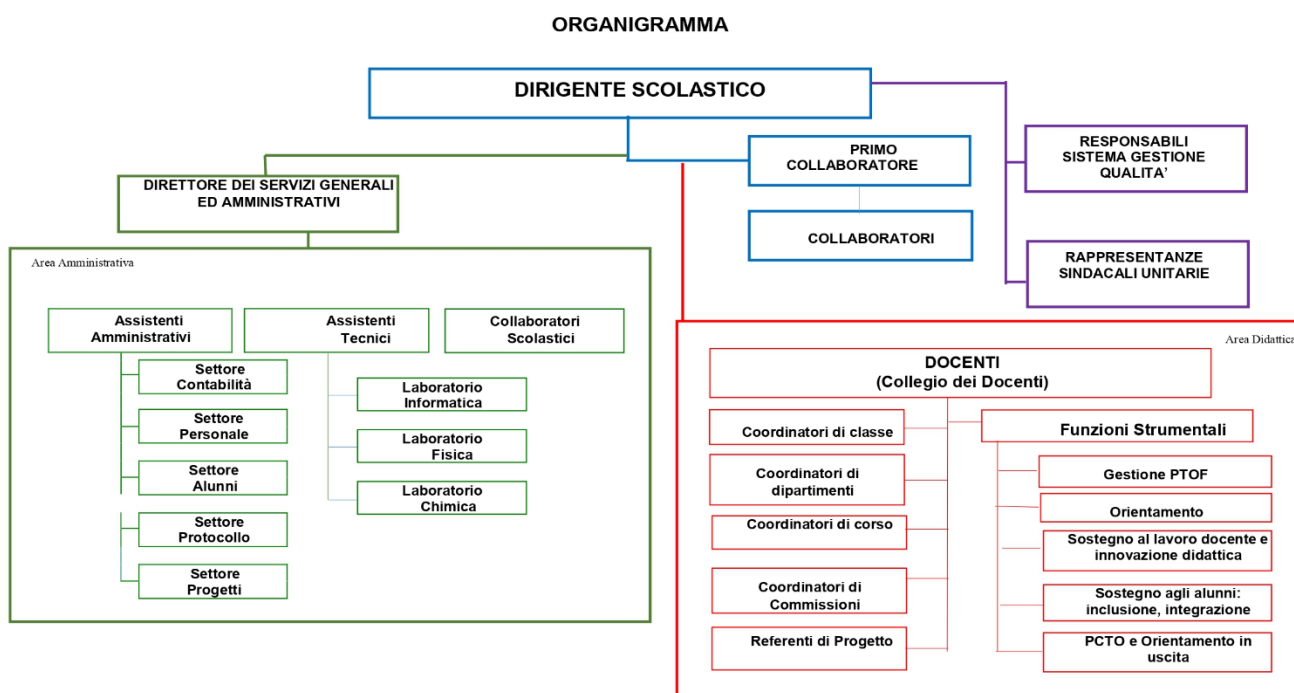 ORGANIGRAMMA
DIRIGENTE SCOLASTICO
PRIMO
COLLABORATORE
RESPONSABILI
SISTEMA GESTIONE
QUALITA’
DIRETTORE DEI SERVIZI GENERALI
ED AMMINISTRATIVI
COLLABORATORI
RAPPRESENTANZE
SINDACALI UNITARIE
Area Amministrativa
Assistenti
Amministrativi
Settore
Contabilità
Settore
Personale
Settore
Alunni
Settore
Protocollo
Settore
Progetti
Assistenti
Tecnici
Laboratorio
Informatica
Laboratorio
Fisica
Laboratorio
Chimica
Collaboratori
Scolastici
Area Didattica
DOCENTI
(Collegio dei Docenti)
Coordinatori di classe
Coordinatori di
dipartimenti
Coordinatori di corso
Coordinatori di
Commissioni
Referenti di Progetto
Funzioni Strumentali
Gestione PTOF
Orientamento
Sostegno al lavoro docente e
innovazione didattica
Sostegno agli alunni:
inclusione, integrazione
PCTO e Orientamento in
uscita